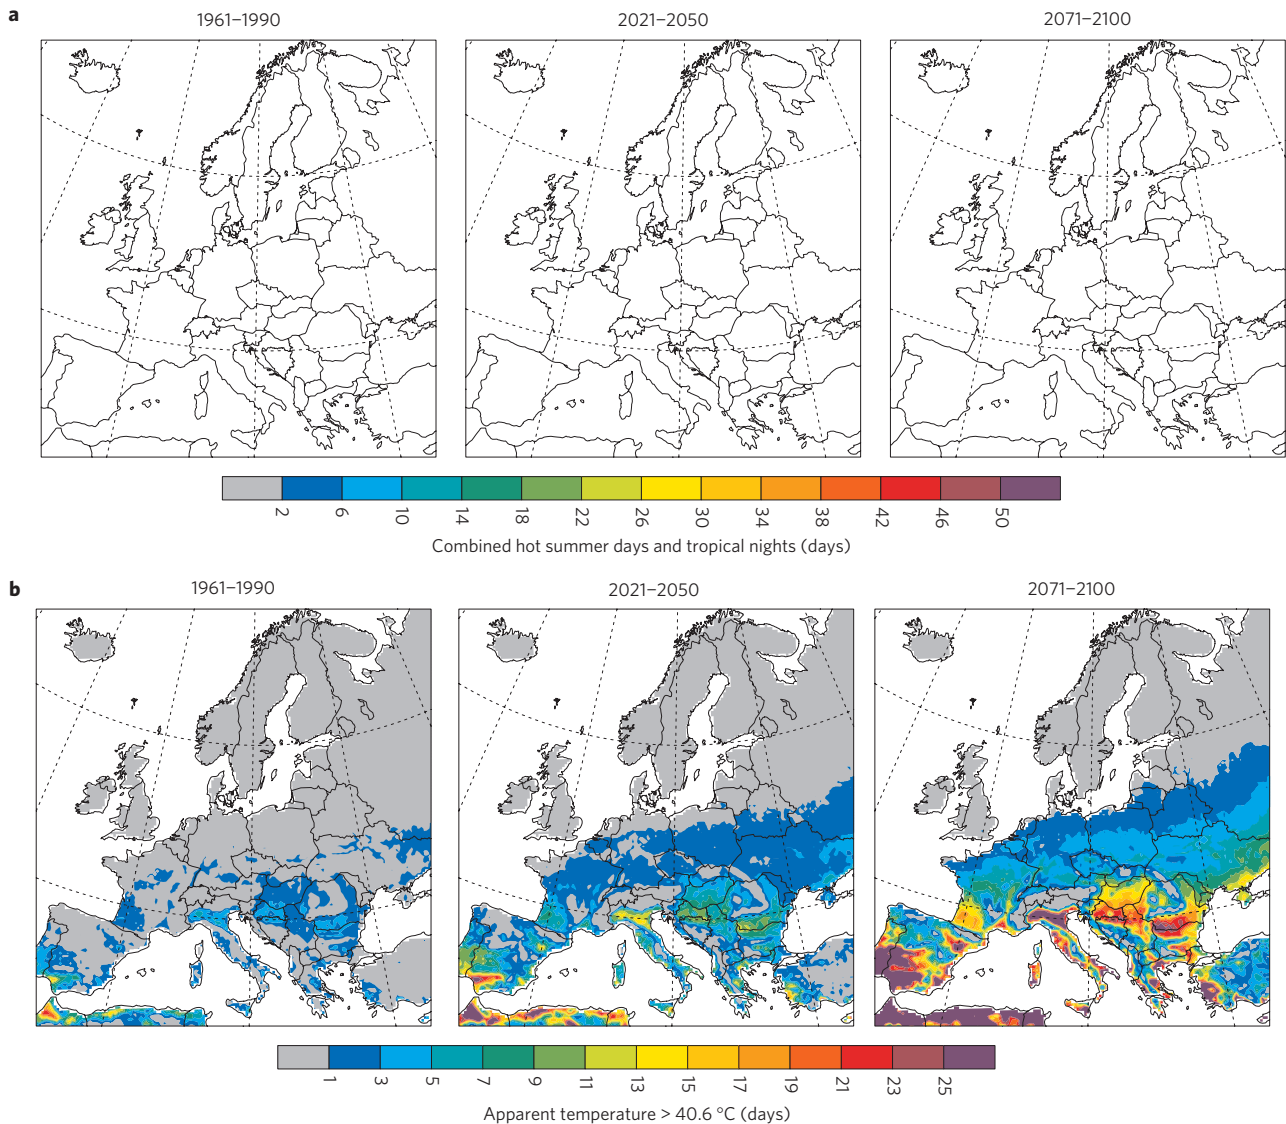 a
1961–1990
2021–2050
2071–2100
2 6 10 14 18 22 26 30 34 38 42 46 50
Combined hot summer days and tropical nights (days)
b
1961–1990
2021–2050
2071–2100
1 3 5 7 9 11 13 15 17 19 21 23 25
Apparent temperature > 40.6 °C (days)